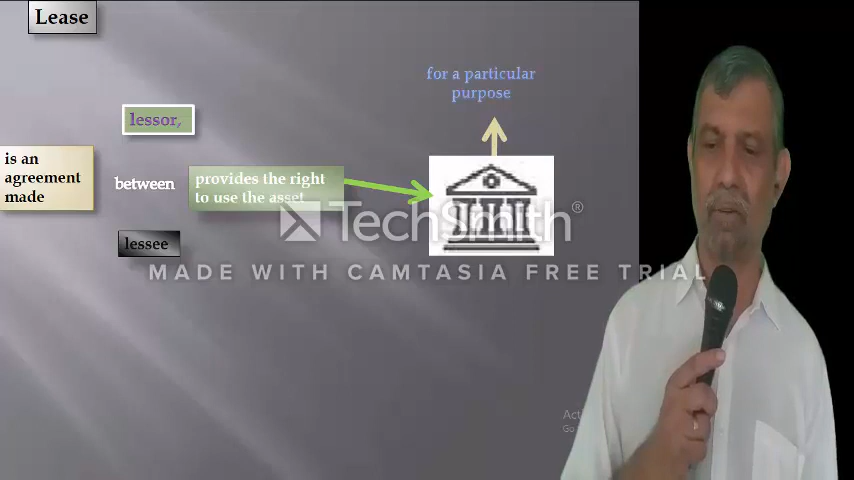 Lease
for a particular
purpose
lessor,
is an
agreement
made
between
provides the right
to use the asset
lessee
TechSmith®
MADE WITH CAMTASIA FREE TRIAL